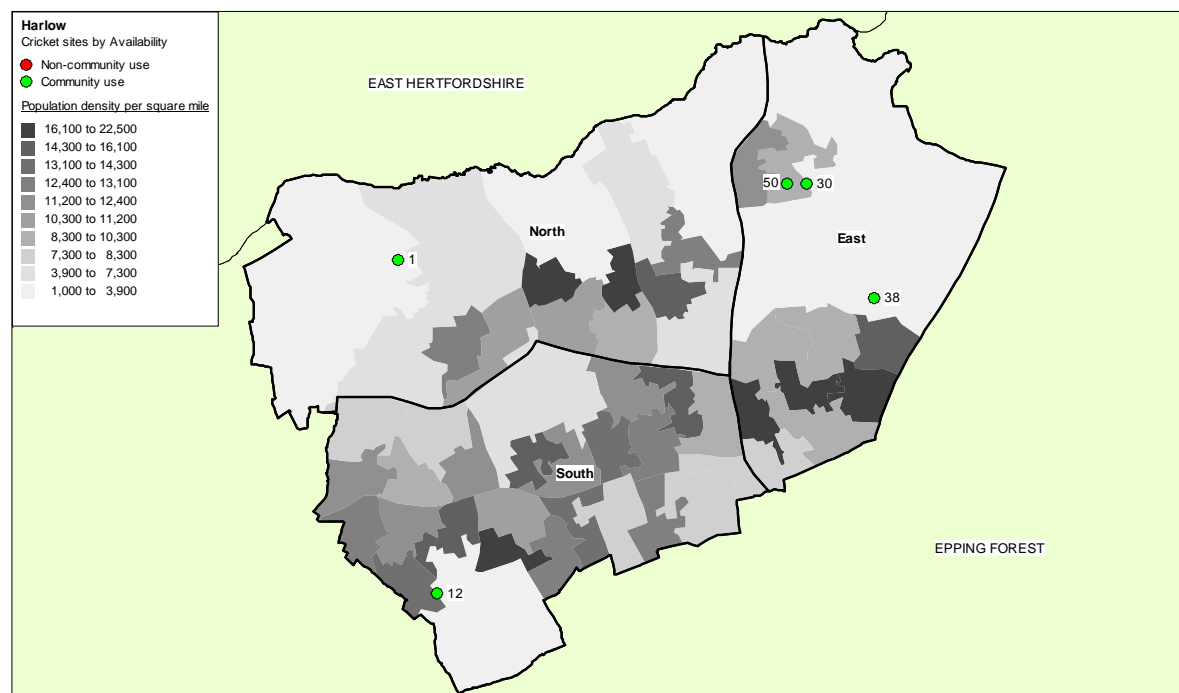 Harlow
Cricket sites by Availability
Non-community use
Community use
Population density per square mile
16,100 to 22,500
14,300 to 16,100
13,100 to 14,300
12,400 to 13,100
11,200 to 12,400
10,300 to 11,200
8,300 to 10,300
7,300 to 8,300
3,900 to 7,300
1,000 to 3,900
EAST HERTFORDSHIRE
50
30
North
East
1
38
South
EPPING FOREST
12